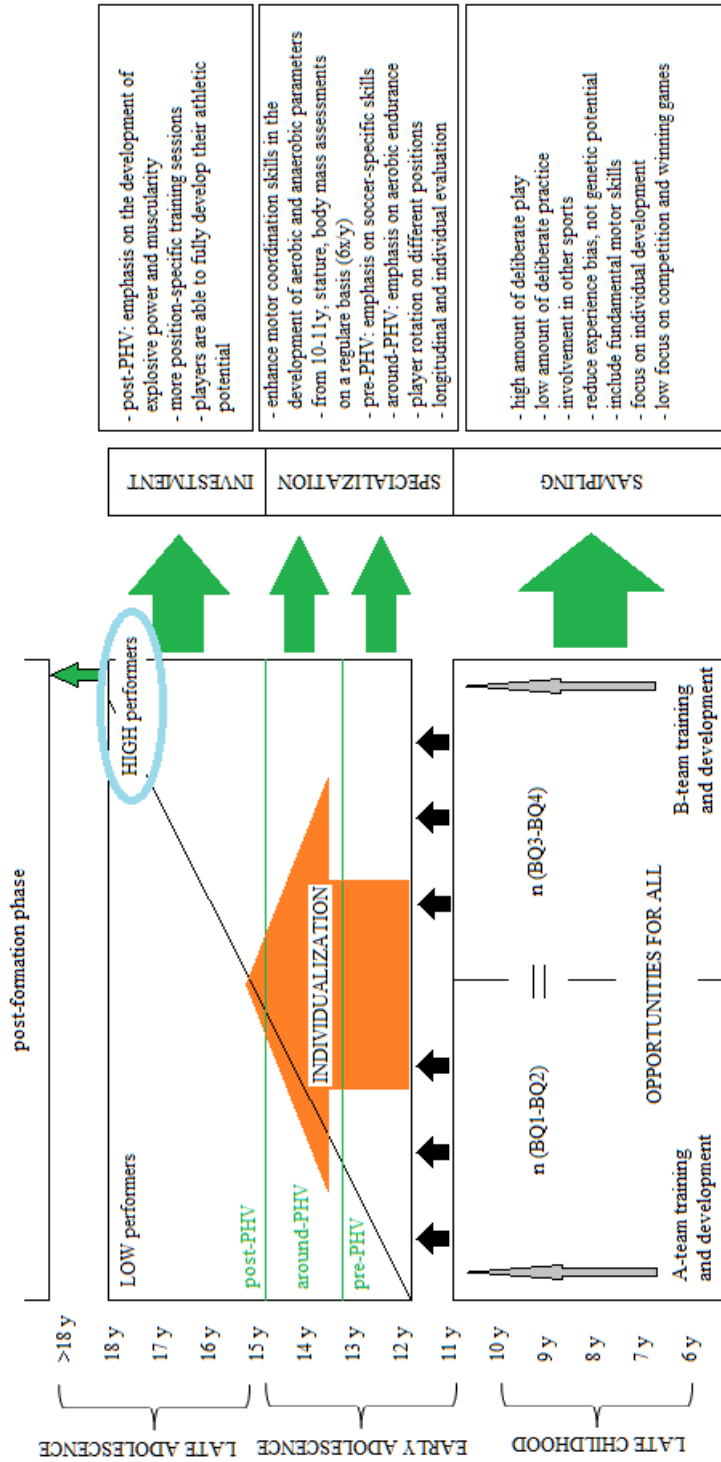 post-formation phase
>18 y
18 y
17 y
16 y
15 y
14 y
13 y
12 y
11 y
10 y
9 y
8 y
7 y
6 y
LATE ADOLESCENCE
EARLY ADOLESCENCE
LATE CHILDHOOD
LOW performers
HIGH performers
post-PHV
around-PHV
pre-PHV
INDIVIDUALIZATION
n (BQ1-BQ2)
=
n (BQ3-BQ4)
OPPORTUNITIES FOR ALL
A-team training
and development
B-team training
and development
INVESTMENT
SPECIALIZATION
SAMPLING
- post-PHV: emphasis on the development of
explosive power and muscularity
- more position-specific training sessions
- players are able to fully develop their athletic
potential
- enhance motor coordination skills in the
development of aerobic and anaerobic parameters
- from 10-11y, stature, body mass assessments
on a regulare basis (6x/y)
- pre-PHV: emphasis on soccer-specific skills
- around-PHV: emphasis on aerobic endurance
- player rotation on different positions
- longitudinal and individual evaluation
- high amount of deliberate play
- low amount of deliberate practice
- involvement in other sports
- reduce experience bias, not genetic potential
- include fundamental motor skills
- focus on individual development
- low focus on competition and winning games